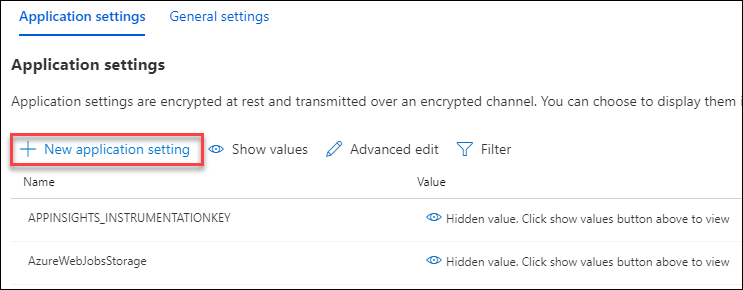 Application settings General settings
Application settings
Application settings are encrypted at rest and transmitted over an encrypted channel. You can choose to display them i
New application setting Show values Advanced edit Filter
Name Value
APPINSIGHTS_INSTRUMENTATIONKEY Hidden value. Click show values button above to view
AzureWebJobsStorage Hidden value. Click show values button above to view